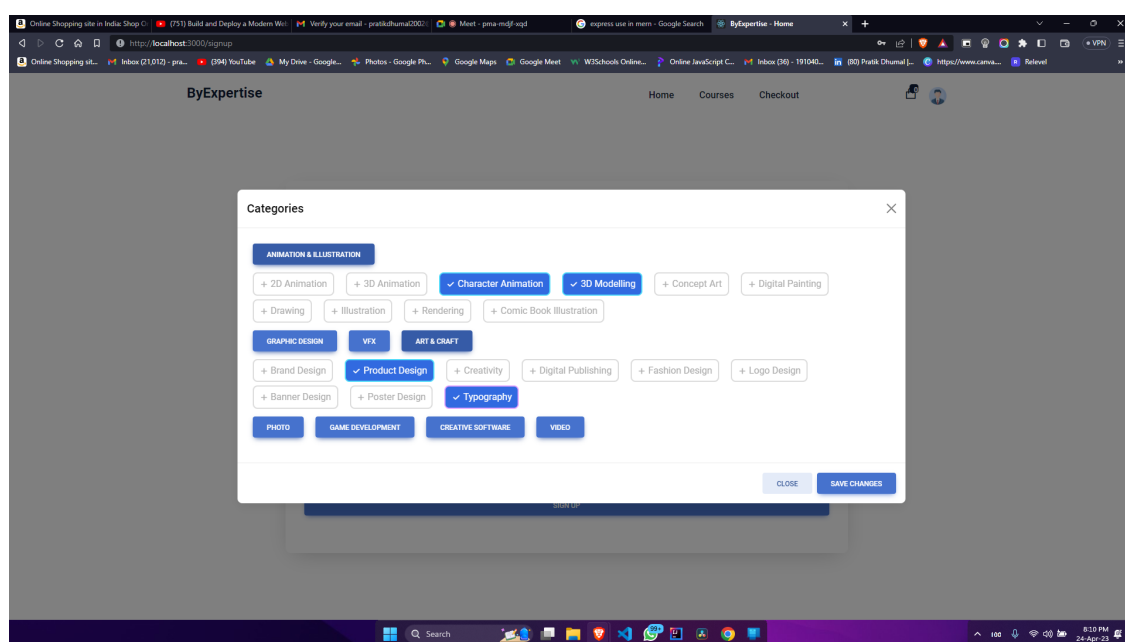 Online Shopping site in India: Shop O
(751) Build and Deploy a Modern Web
Verify your email - pratikdhumal2002
Meet - pma-mdjf-xqd
express use in mern - Google Search
ByExpertise - Home
http://localhost:3000/signup
VPN
Online Shopping sit...
Inbox (21,012) - pra...
(394) YouTube
My Drive - Google...
Photos - Google Ph...
Google Maps
Google Meet
W3Schools Online...
Online JavaScript C...
Inbox (36) - 191040...
(80) Pratik Dhumal |...
https://www.canva....
Relevel
ByExpertise
Home Courses Checkout
Categories
ANIMATION & ILLUSTRATION
+ 2D Animation + 3D Animation ✓ Character Animation ✓ 3D Modelling + Concept Art + Digital Painting
+ Drawing + Illustration + Rendering + Comic Book Illustration
GRAPHIC DESIGN VFX ART & CRAFT
+ Brand Design ✓ Product Design + Creativity + Digital Publishing + Fashion Design + Logo Design
+ Banner Design + Poster Design ✓ Typography
PHOTO GAME DEVELOPMENT CREATIVE SOFTWARE VIDEO
CLOSE SAVE CHANGES
SIGN UP
Search
99+
100
8:10 PM
24-Apr-23